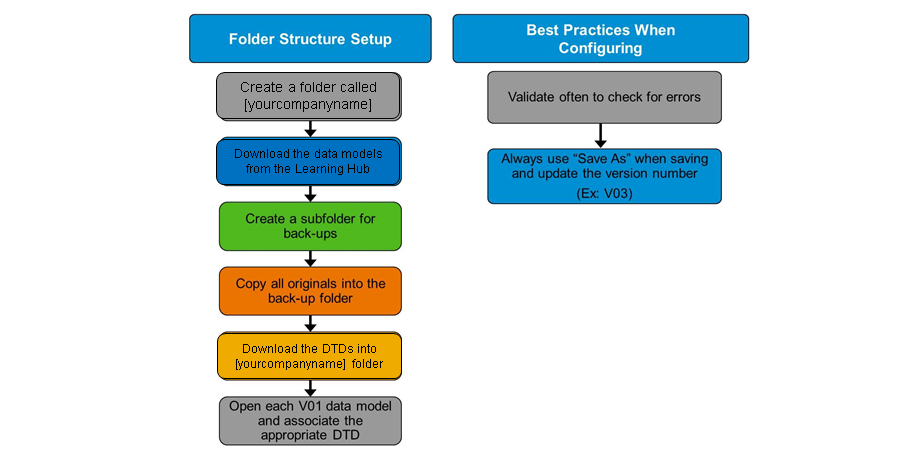 Folder Structure Setup
Create a folder called
[yourcompanyname]
Download the data models
from the Learning Hub
Create a subfolder for
back-ups
Copy all originals into the
back-up folder
Download the DTDs into
[yourcompanyname] folder
Open each V01 data model
and associate the
appropriate DTD
Best Practices When
Configuring
Validate often to check for errors
Always use “Save As” when saving
and update the version number
(Ex: V03)